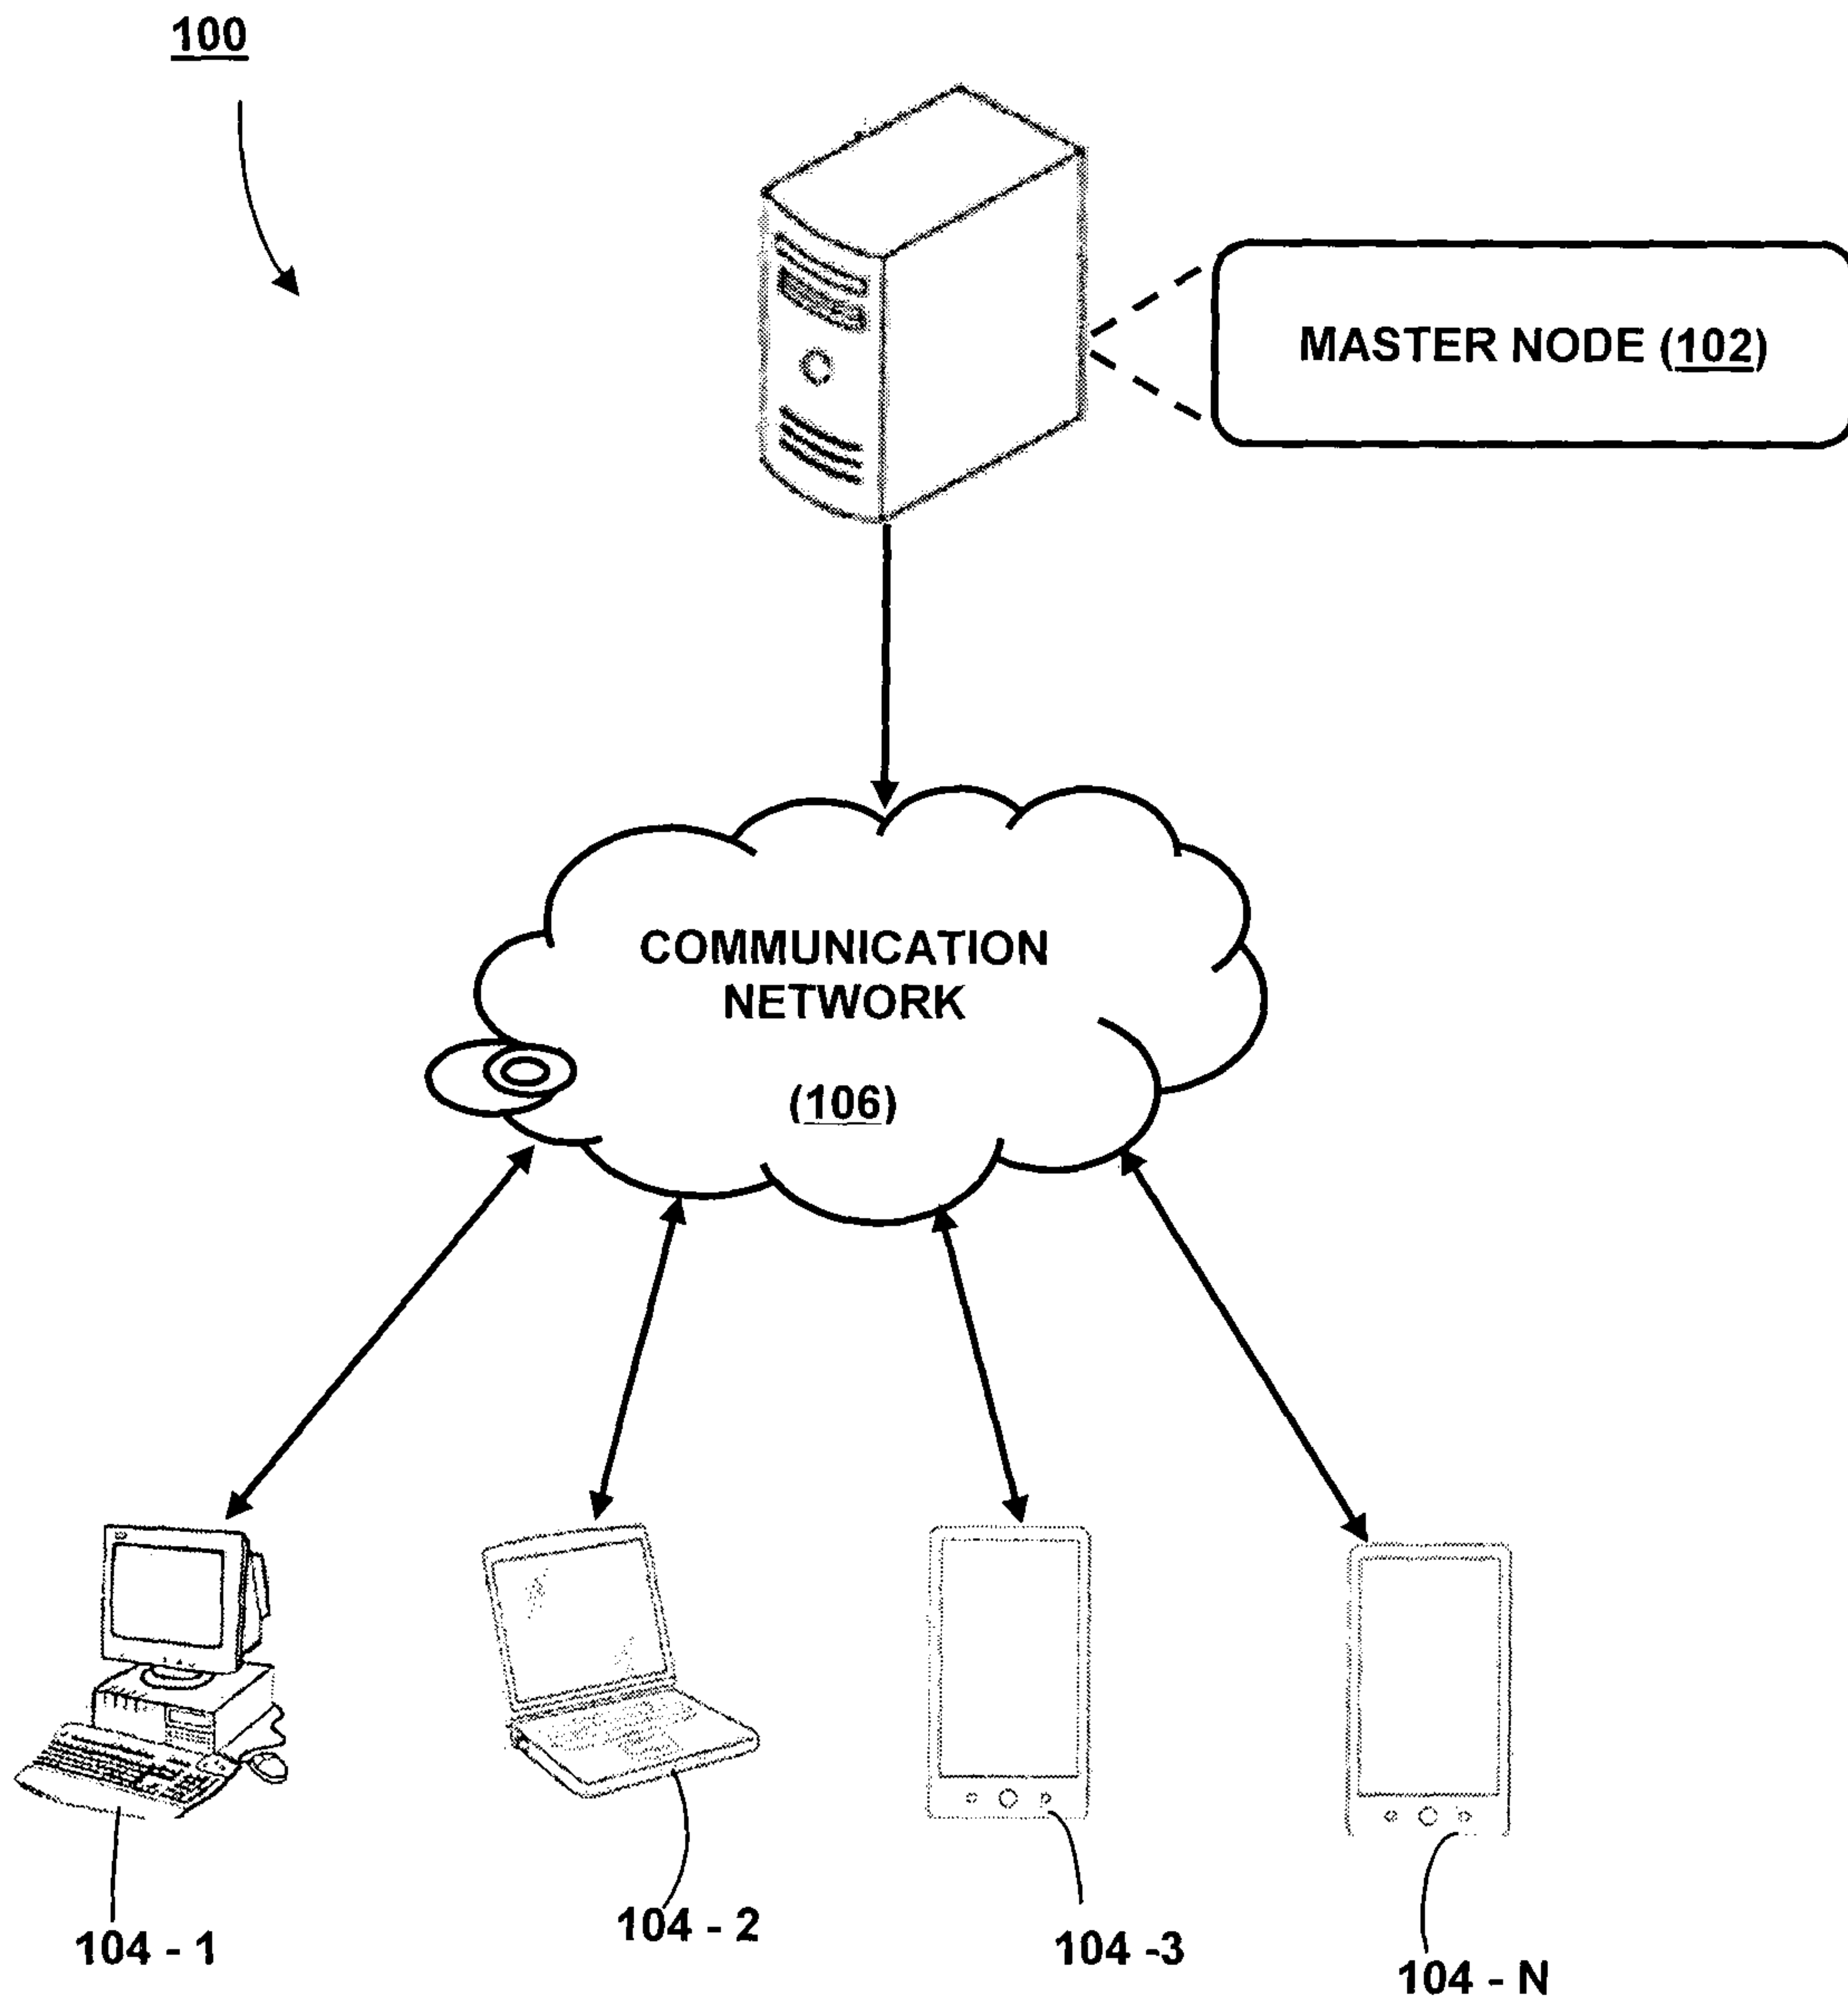 100
MASTER NODE (102)
COMMUNICATION
NETWORK
(106)
104 - 1
104 - 2
104 -3
104 - N